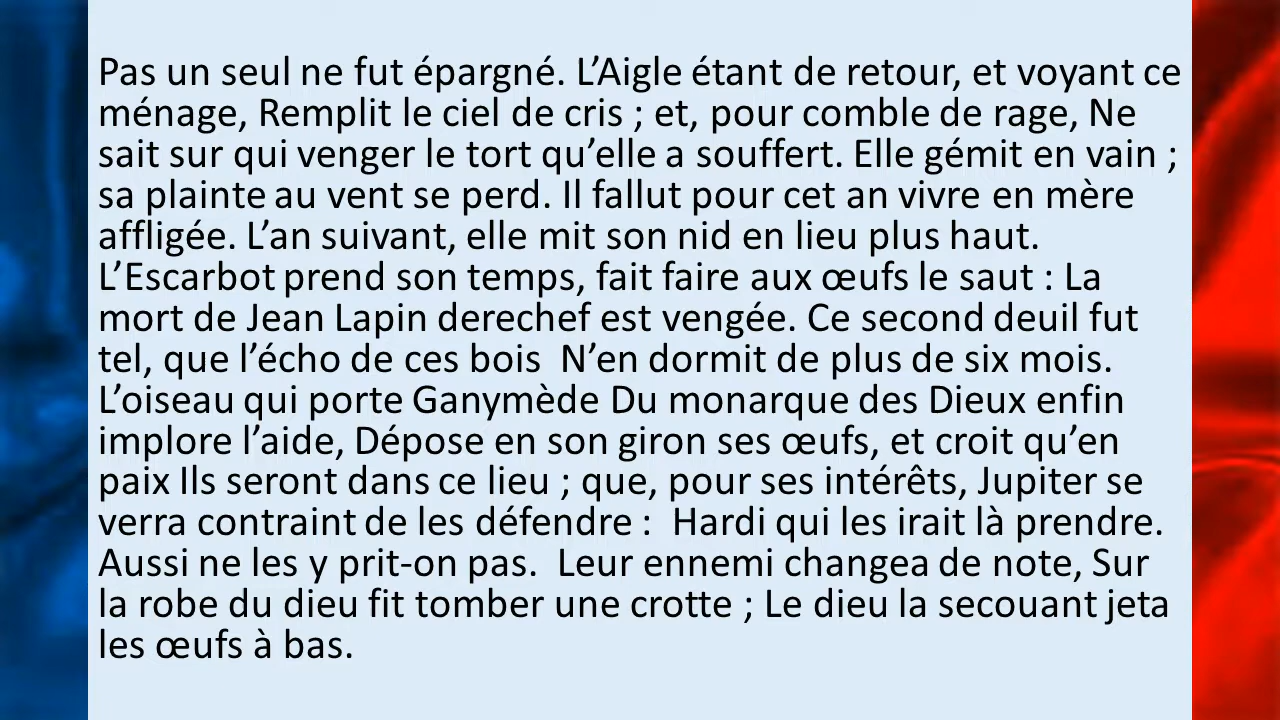 Pas un seul ne fut épargné. L’Aigle étant de retour, et voyant ce
ménage, Remplit le ciel de cris ; et, pour comble de rage, Ne
sait sur qui venger le tort qu’elle a souffert. Elle gémit en vain ;
sa plainte au vent se perd. Il fallut pour cet an vivre en mère
affligée. L’an suivant, elle mit son nid en lieu plus haut.
L’Escarbot prend son temps, fait faire aux œufs le saut : La
mort de Jean Lapin derechef est vengée. Ce second deuil fut
tel, que l’écho de ces bois  N’en dormit de plus de six mois.
L’oiseau qui porte Ganymède Du monarque des Dieux enfin
implore l’aide, Dépose en son giron ses œufs, et croit qu’en
paix Ils seront dans ce lieu ; que, pour ses intérêts, Jupiter se
verra contraint de les défendre :  Hardi qui les irait là prendre.
Aussi ne les y prit-on pas.  Leur ennemi changea de note, Sur
la robe du dieu fit tomber une crotte ; Le dieu la secouant jeta
les œufs à bas.